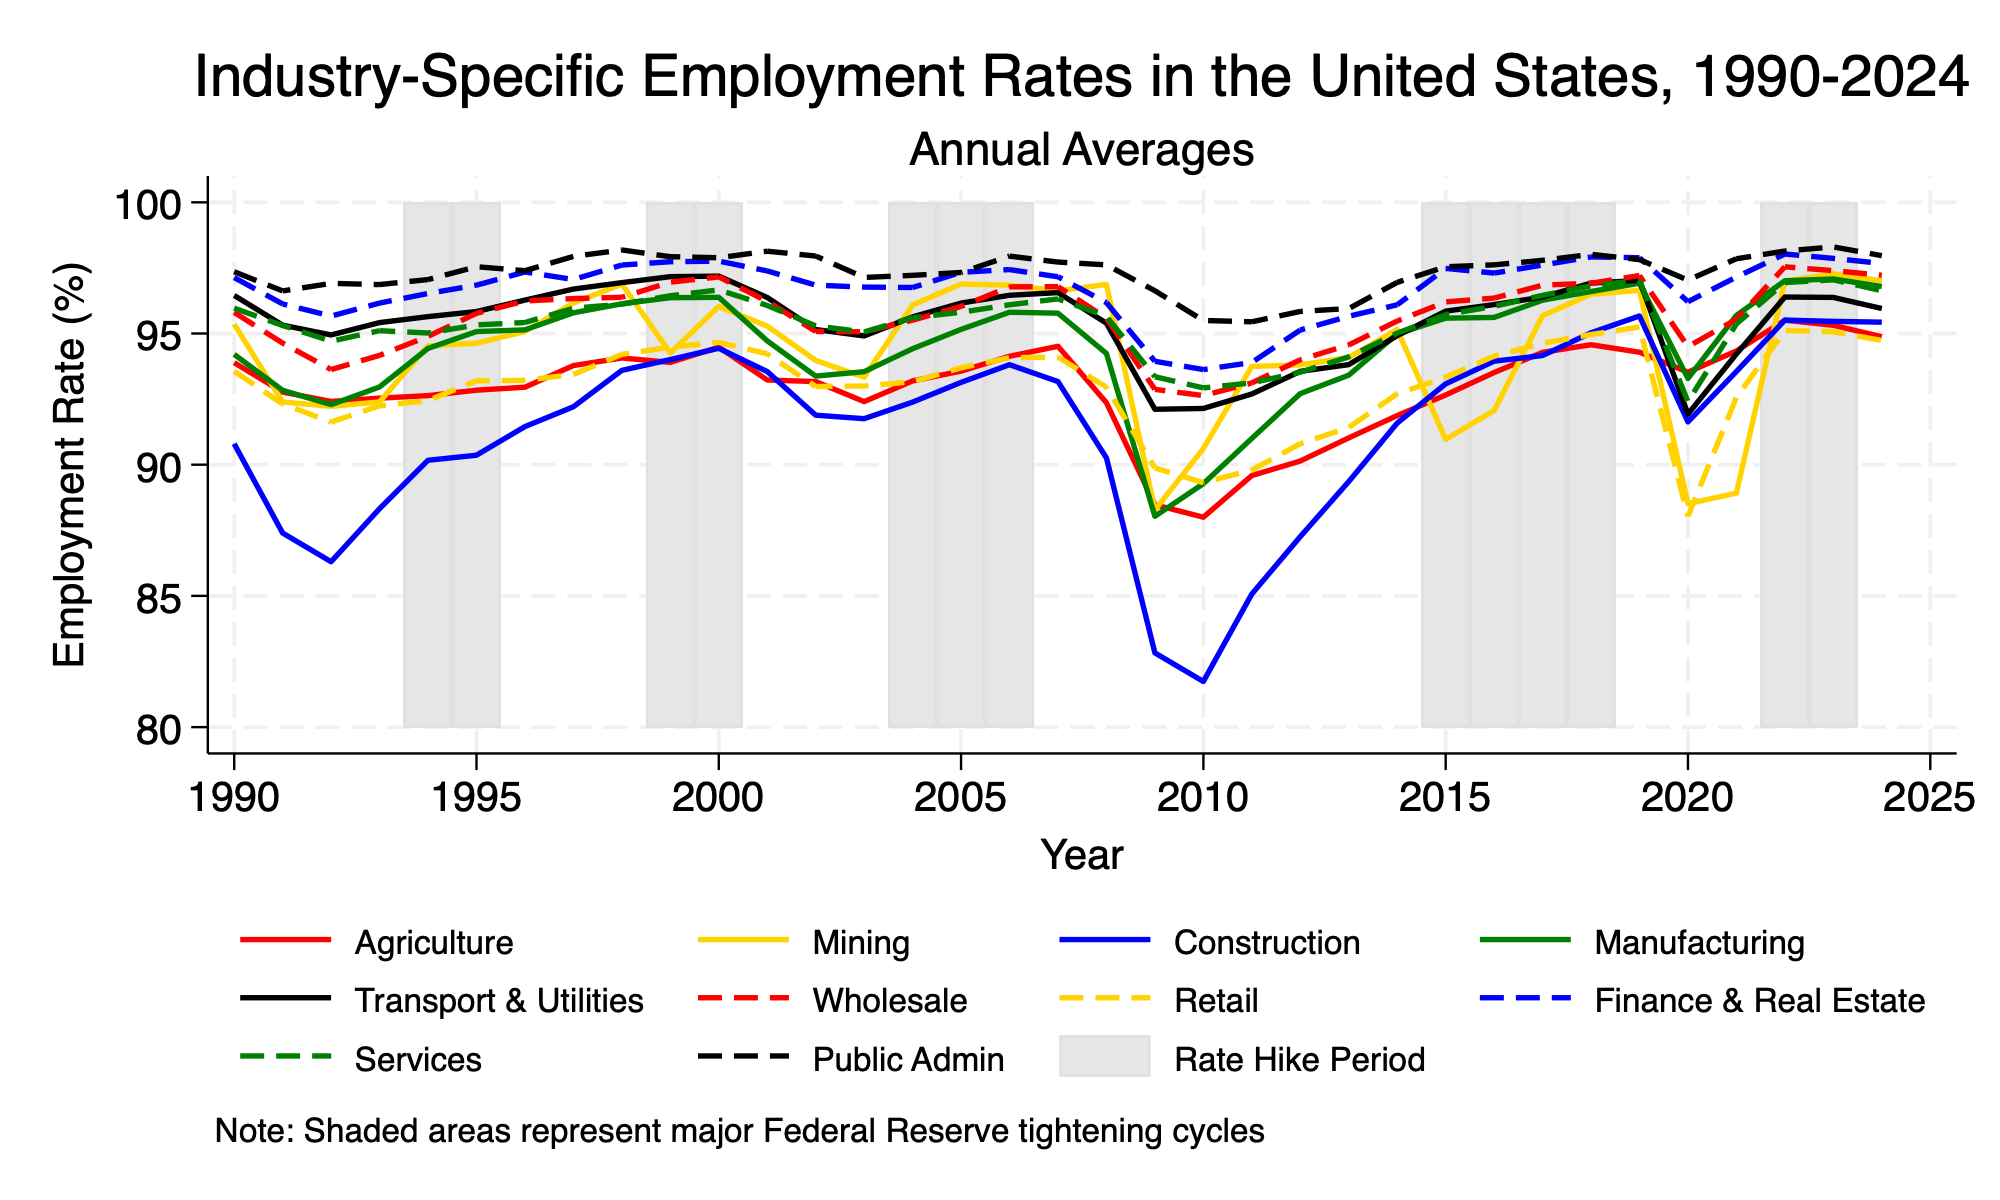 Industry-Specific Employment Rates in the United States, 1990-2024
Annual Averages
Employment Rate (%)
100
95
90
85
80
1990 1995 2000 2005 2010 2015 2020 2025
Year
Agriculture Mining Construction Manufacturing
Transport & Utilities Wholesale Retail Finance & Real Estate
Services Public Admin Rate Hike Period
Note: Shaded areas represent major Federal Reserve tightening cycles